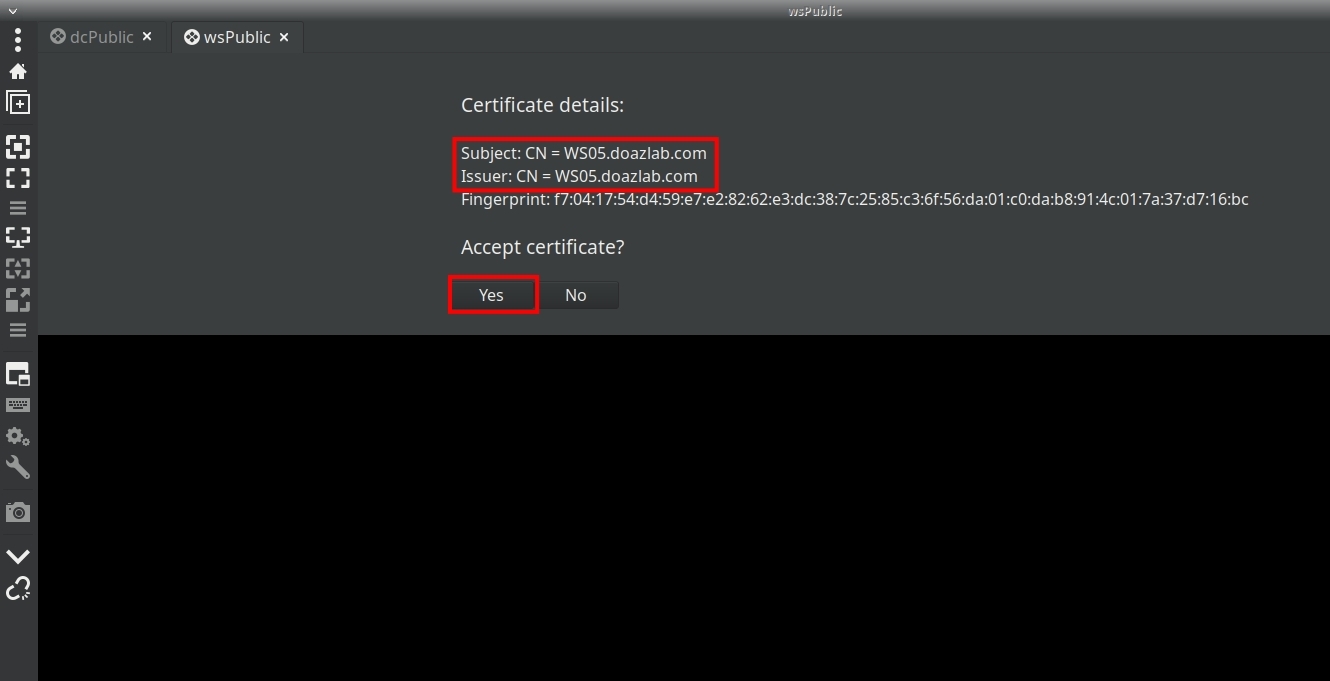 wsPublic
dcPublic
wsPublic
Certificate details:
Subject: CN = WS05.doazlab.com
Issuer: CN = WS05.doazlab.com
Fingerprint: f7:04:17:54:d4:59:e7:e2:82:62:e3:dc:38:7c:25:85:c3:6f:56:da:01:c0:da:b8:91:4c:01:7a:37:d7:16:bc
Accept certificate?
Yes No